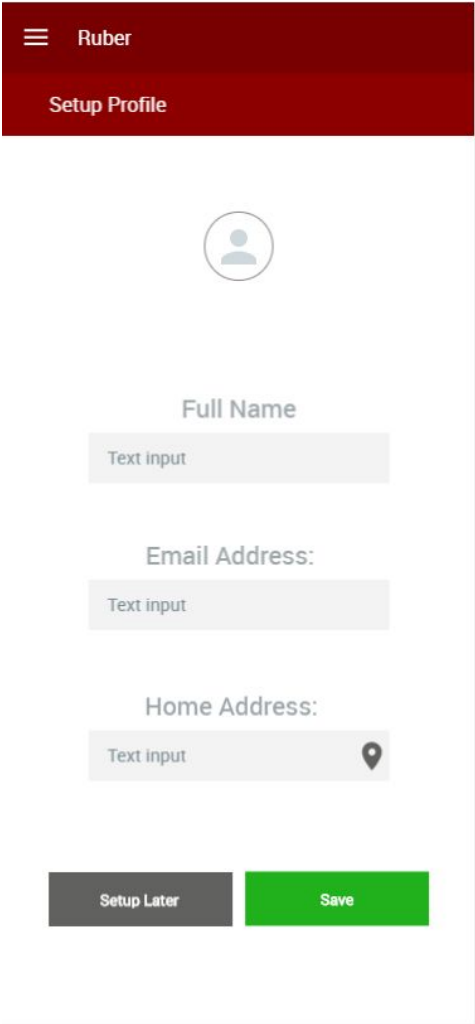 Ruber
Setup Profile
Full Name
Text input
Email Address:
Text input
Home Address:
Text input
Setup Later
Save